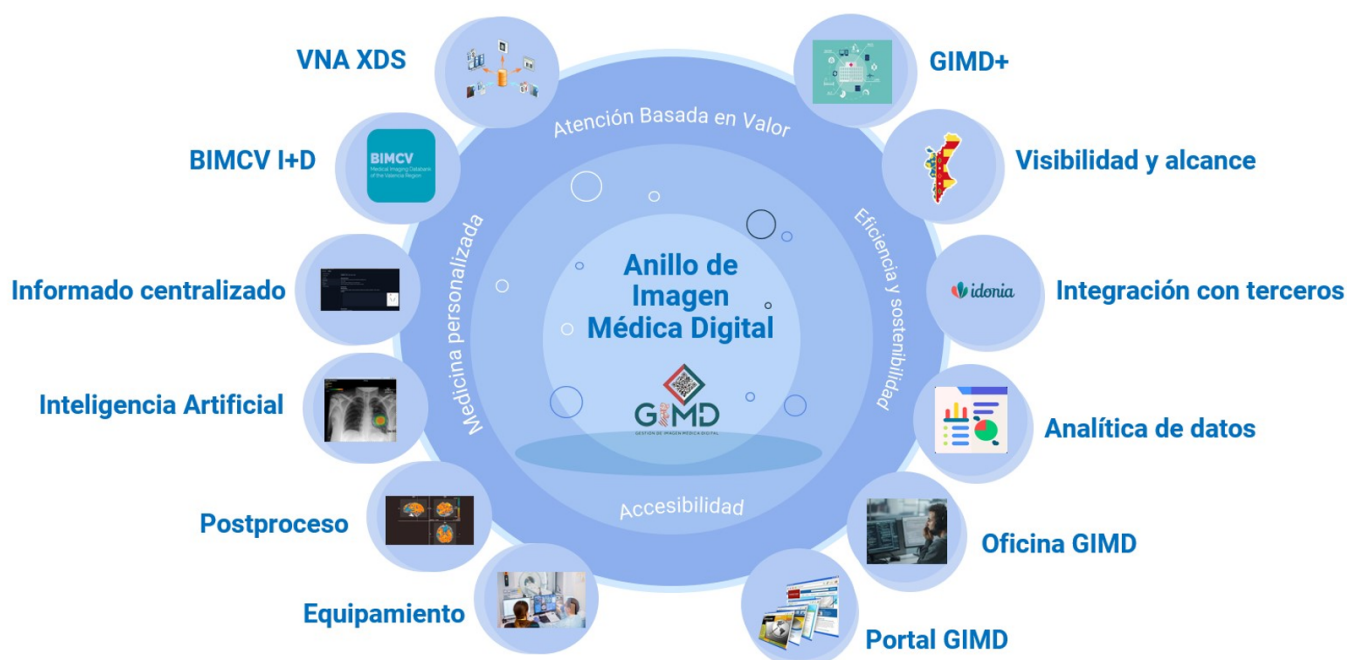 VNA XDS
GIMD+
BIMCV I+D
BIMCV
Medical Imaging Databank
of the Valencia Region
Visibilidad y alcance
Informado centralizado
idonia
Integración con terceros
Inteligencia Artificial
Analítica de datos
Postproceso
Oficina GIMD
Equipamiento
Portal GIMD
Atención Basada en Valor
Medicina personalizada
Eficiencia y sostenibilidad
Accesibilidad
Anillo de
Imagen
Médica Digital
GIMD
GESTIÓN DE IMAGEN MÉDICA DIGITAL